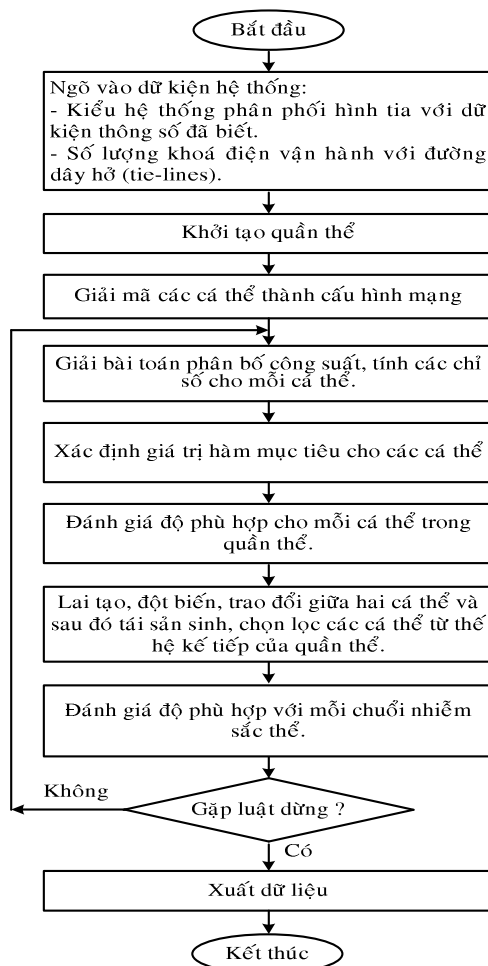 Bắt đầu
Ngõ vào dữ kiện hệ thống:
- Kiểu hệ thống phân phối hình tia với dữ
kiện thông số đã biết.
- Số lượng khoá điện vận hành với đường
dây hở (tie-lines).
Khởi tạo quần thể
Giải mã các cá thể thành cấu hình mạng
Giải bài toán phân bố công suất, tính các chỉ
số cho mỗi cá thể.
Xác định giá trị hàm mục tiêu cho các cá thể
Đánh giá độ phù hợp cho mỗi cá thể trong
quần thể.
Lai tạo, đột biến, trao đổi giữa hai cá thể và
sau đó tái sản sinh, chọn lọc các cá thể từ thế
hệ kế tiếp của quần thể.
Đánh giá độ phù hợp với mỗi chuổi nhiễm
sắc thể.
Không
Gặp luật dừng ?
Có
Xuất dữ liệu
Kết thúc